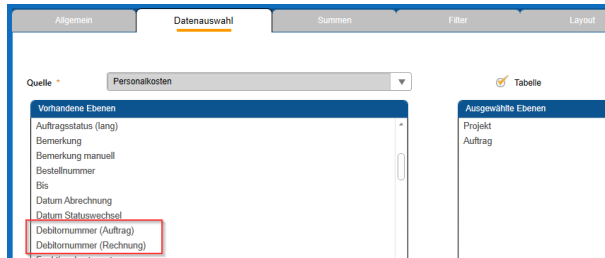 Allgemein
Datenauswahl
Summen
Filter
Layout
Quelle *
Personalkosten
Tabelle
Vorhandene Ebenen
Ausgewählte Ebenen
Auftragsstatus (lang)
Projekt
Bemerkung
Auftrag
Bemerkung manuell
Bestellnummer
Bis
Datum Abrechnung
Datum Statuswechsel
Debitornummer (Auftrag)
Debitornummer (Rechnung)